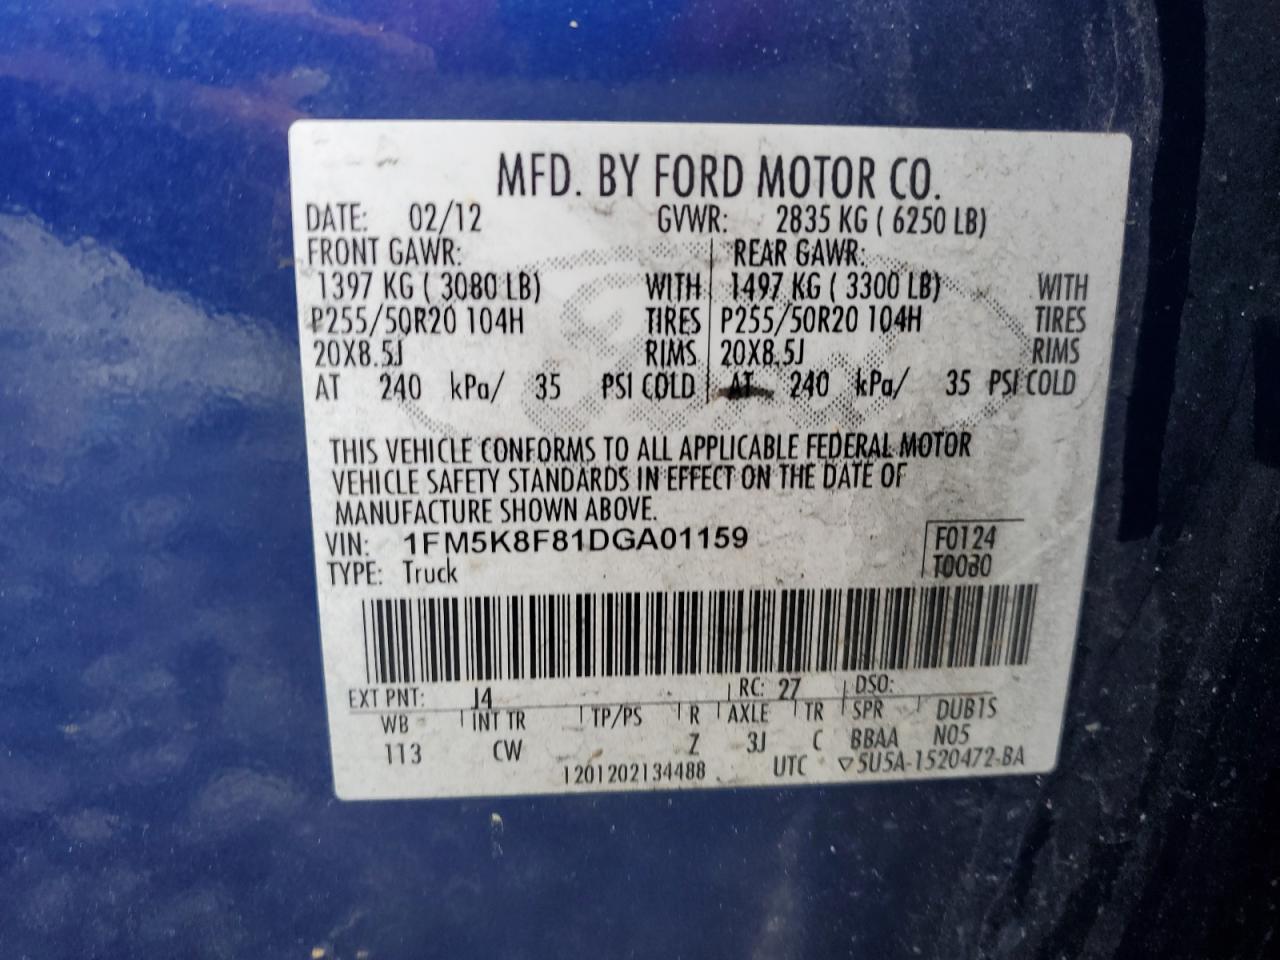 MFD. BY FORD MOTOR CO.
DATE: 02/12 GVWR: 2835 KG ( 6250 LB)
FRONT GAWR: REAR GAWR:
1397 KG ( 3080 LB) WITH 1497 KG ( 3300 LB) WITH
P255/50R20 104H TIRES P255/50R20 104H TIRES
20X8.5J RIMS 20X8.5J RIMS
AT 240 kPa/ 35 PSI COLD AT 240 kPa/ 35 PSI COLD
THIS VEHICLE CONFORMS TO ALL APPLICABLE FEDERAL MOTOR
VEHICLE SAFETY STANDARDS IN EFFECT ON THE DATE OF
MANUFACTURE SHOWN ABOVE.
VIN: 1FM5K8F81DGA01159 F0124
TYPE: Truck T0080
EXT PNT: J4 RC: 27 DSO:
WB INT TR TP/PS R AXLE TR SPR DUB1S
113 CW Z 3J C BBAA N05
1201202134488 UTC ▽5U5A-1520472-BA